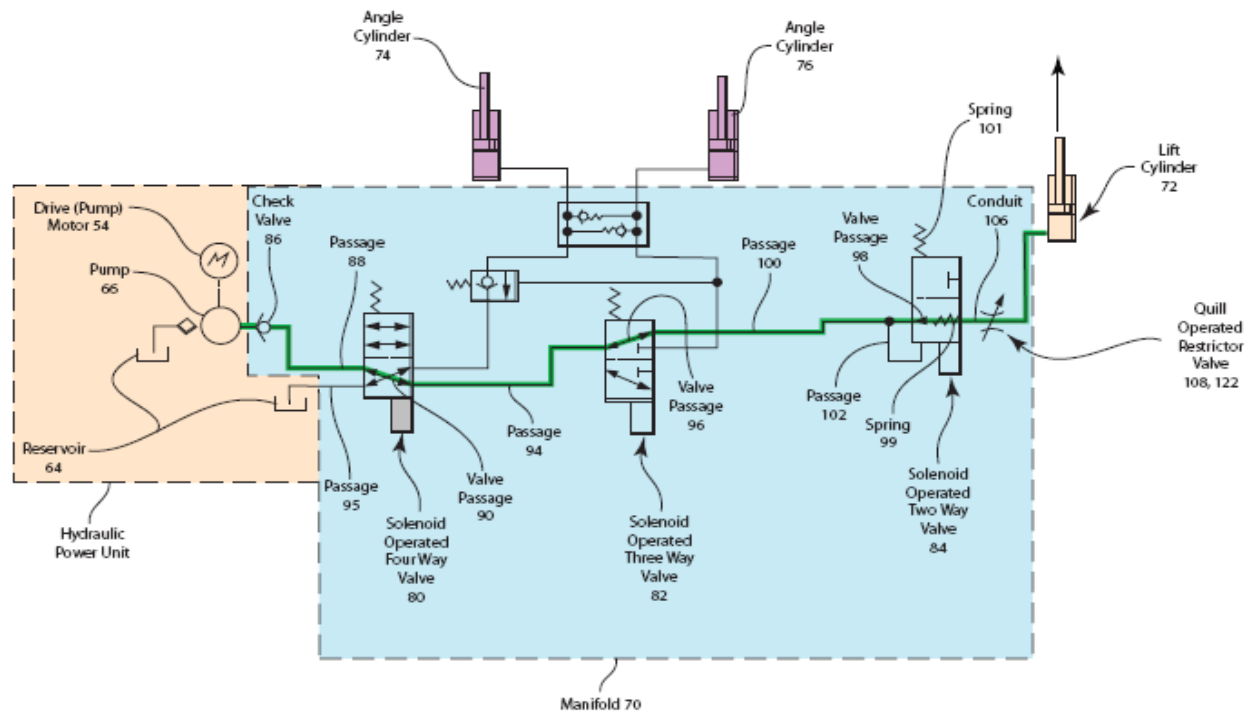 Angle
Cylinder
74
Angle
Cylinder
76
Spring
101
Lift
Cylinder
72
Drive (Pump)
Motor 54
M
Check
Valve
86
Passage
88
Pump
66
Valve
Passage
98
Conduit
106
Passage
100
Quill
Operated
Restrictor
Valve
108, 122
Valve
Passage
96
Passage
102
Spring
99
Passage
94
Reservoir
64
Passage
95
Valve
Passage
90
Hydraulic
Power Unit
Solenoid
Operated
Four Way
Valve
80
Solenoid
Operated
Three Way
Valve
82
Solenoid
Operated
Two Way
Valve
84
Manifold 70